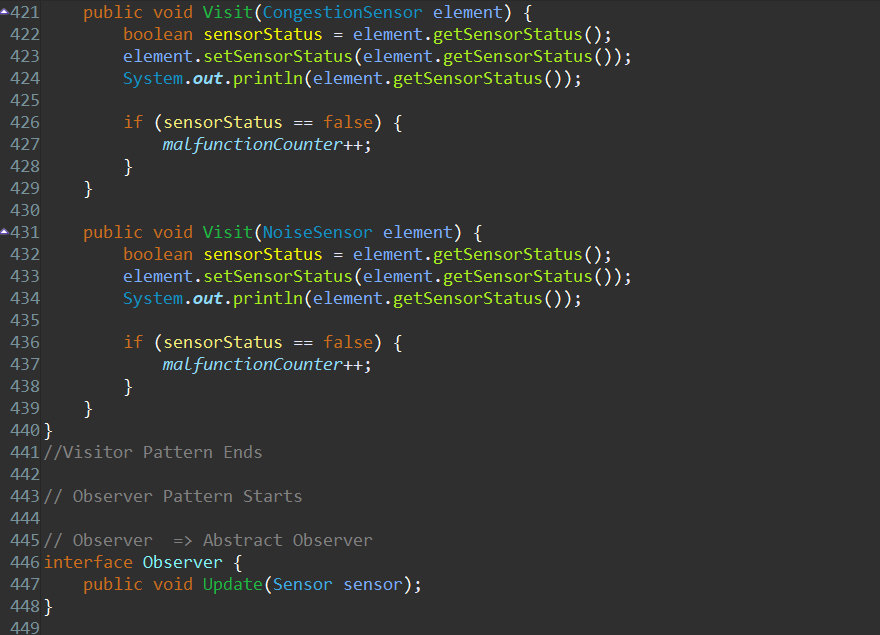 421    public void Visit(CongestionSensor element) {
422        boolean sensorStatus = element.getSensorStatus();
423        element.setSensorStatus(element.getSensorStatus());
424        System.out.println(element.getSensorStatus());
425
426        if (sensorStatus == false) {
427            malfunctionCounter++;
428        }
429    }
430
431    public void Visit(NoiseSensor element) {
432        boolean sensorStatus = element.getSensorStatus();
433        element.setSensorStatus(element.getSensorStatus());
434        System.out.println(element.getSensorStatus());
435
436        if (sensorStatus == false) {
437            malfunctionCounter++;
438        }
439    }
440}
441//Visitor Pattern Ends
442
443// Observer Pattern Starts
444
445// Observer  => Abstract Observer
446interface Observer {
447    public void Update(Sensor sensor);
448}
449